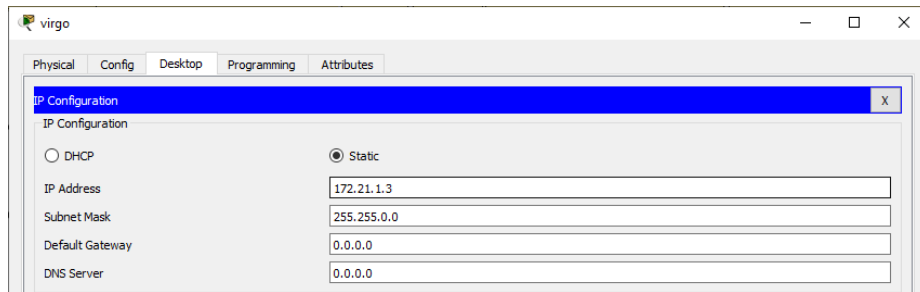 virgo
Physical Config Desktop Programming Attributes
IP Configuration X
IP Configuration
DHCP Static
IP Address 172.21.1.3
Subnet Mask 255.255.0.0
Default Gateway 0.0.0.0
DNS Server 0.0.0.0